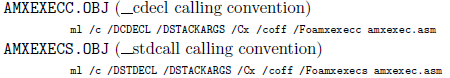 AMXEXECC.OBJ (__cdecl calling convention)
ml /c /DCDECL /DSTACKARGS /Cx /coff /Foamxexecc amxexec.asm
AMXEXECS.OBJ (__stdcall calling convention)
ml /c /DSTDECL /DSTACKARGS /Cx /coff /Foamxexecs amxexec.asm